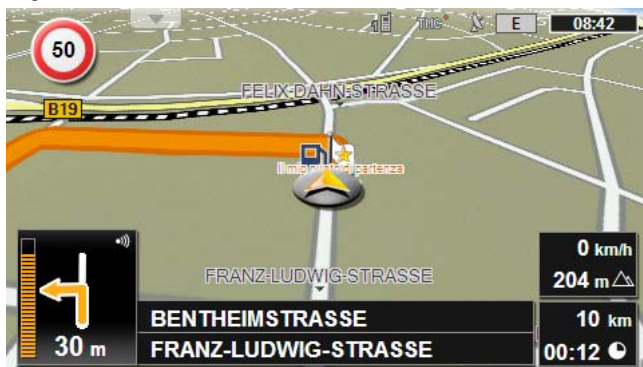 50
TMC
E
08:42
FELIX-DAHN-STRASSE
B19
Il mio punto di partenza
0 km/h
FRANZ-LUDWIG-STRASSE
204 m
BENTHEIMSTRASSE
10 km
30 m
FRANZ-LUDWIG-STRASSE
00:12